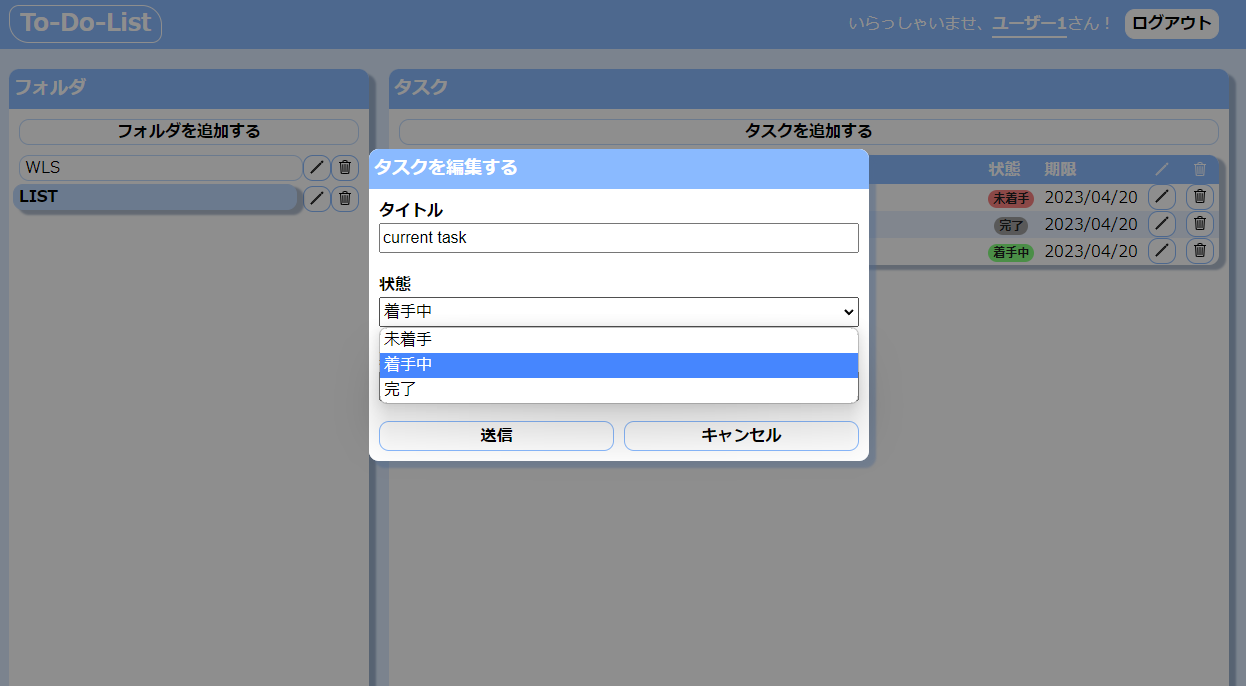 To-Do-List
いらっしゃいませ、ユーザー1さん！
ログアウト
フォルダ
フォルダを追加する
WLS
LIST
タスク
タスクを追加する
状態 期限
未着手 2023/04/20
完了 2023/04/20
着手中 2023/04/20
タスクを編集する
タイトル
current task
状態
着手中
未着手
着手中
完了
送信
キャンセル